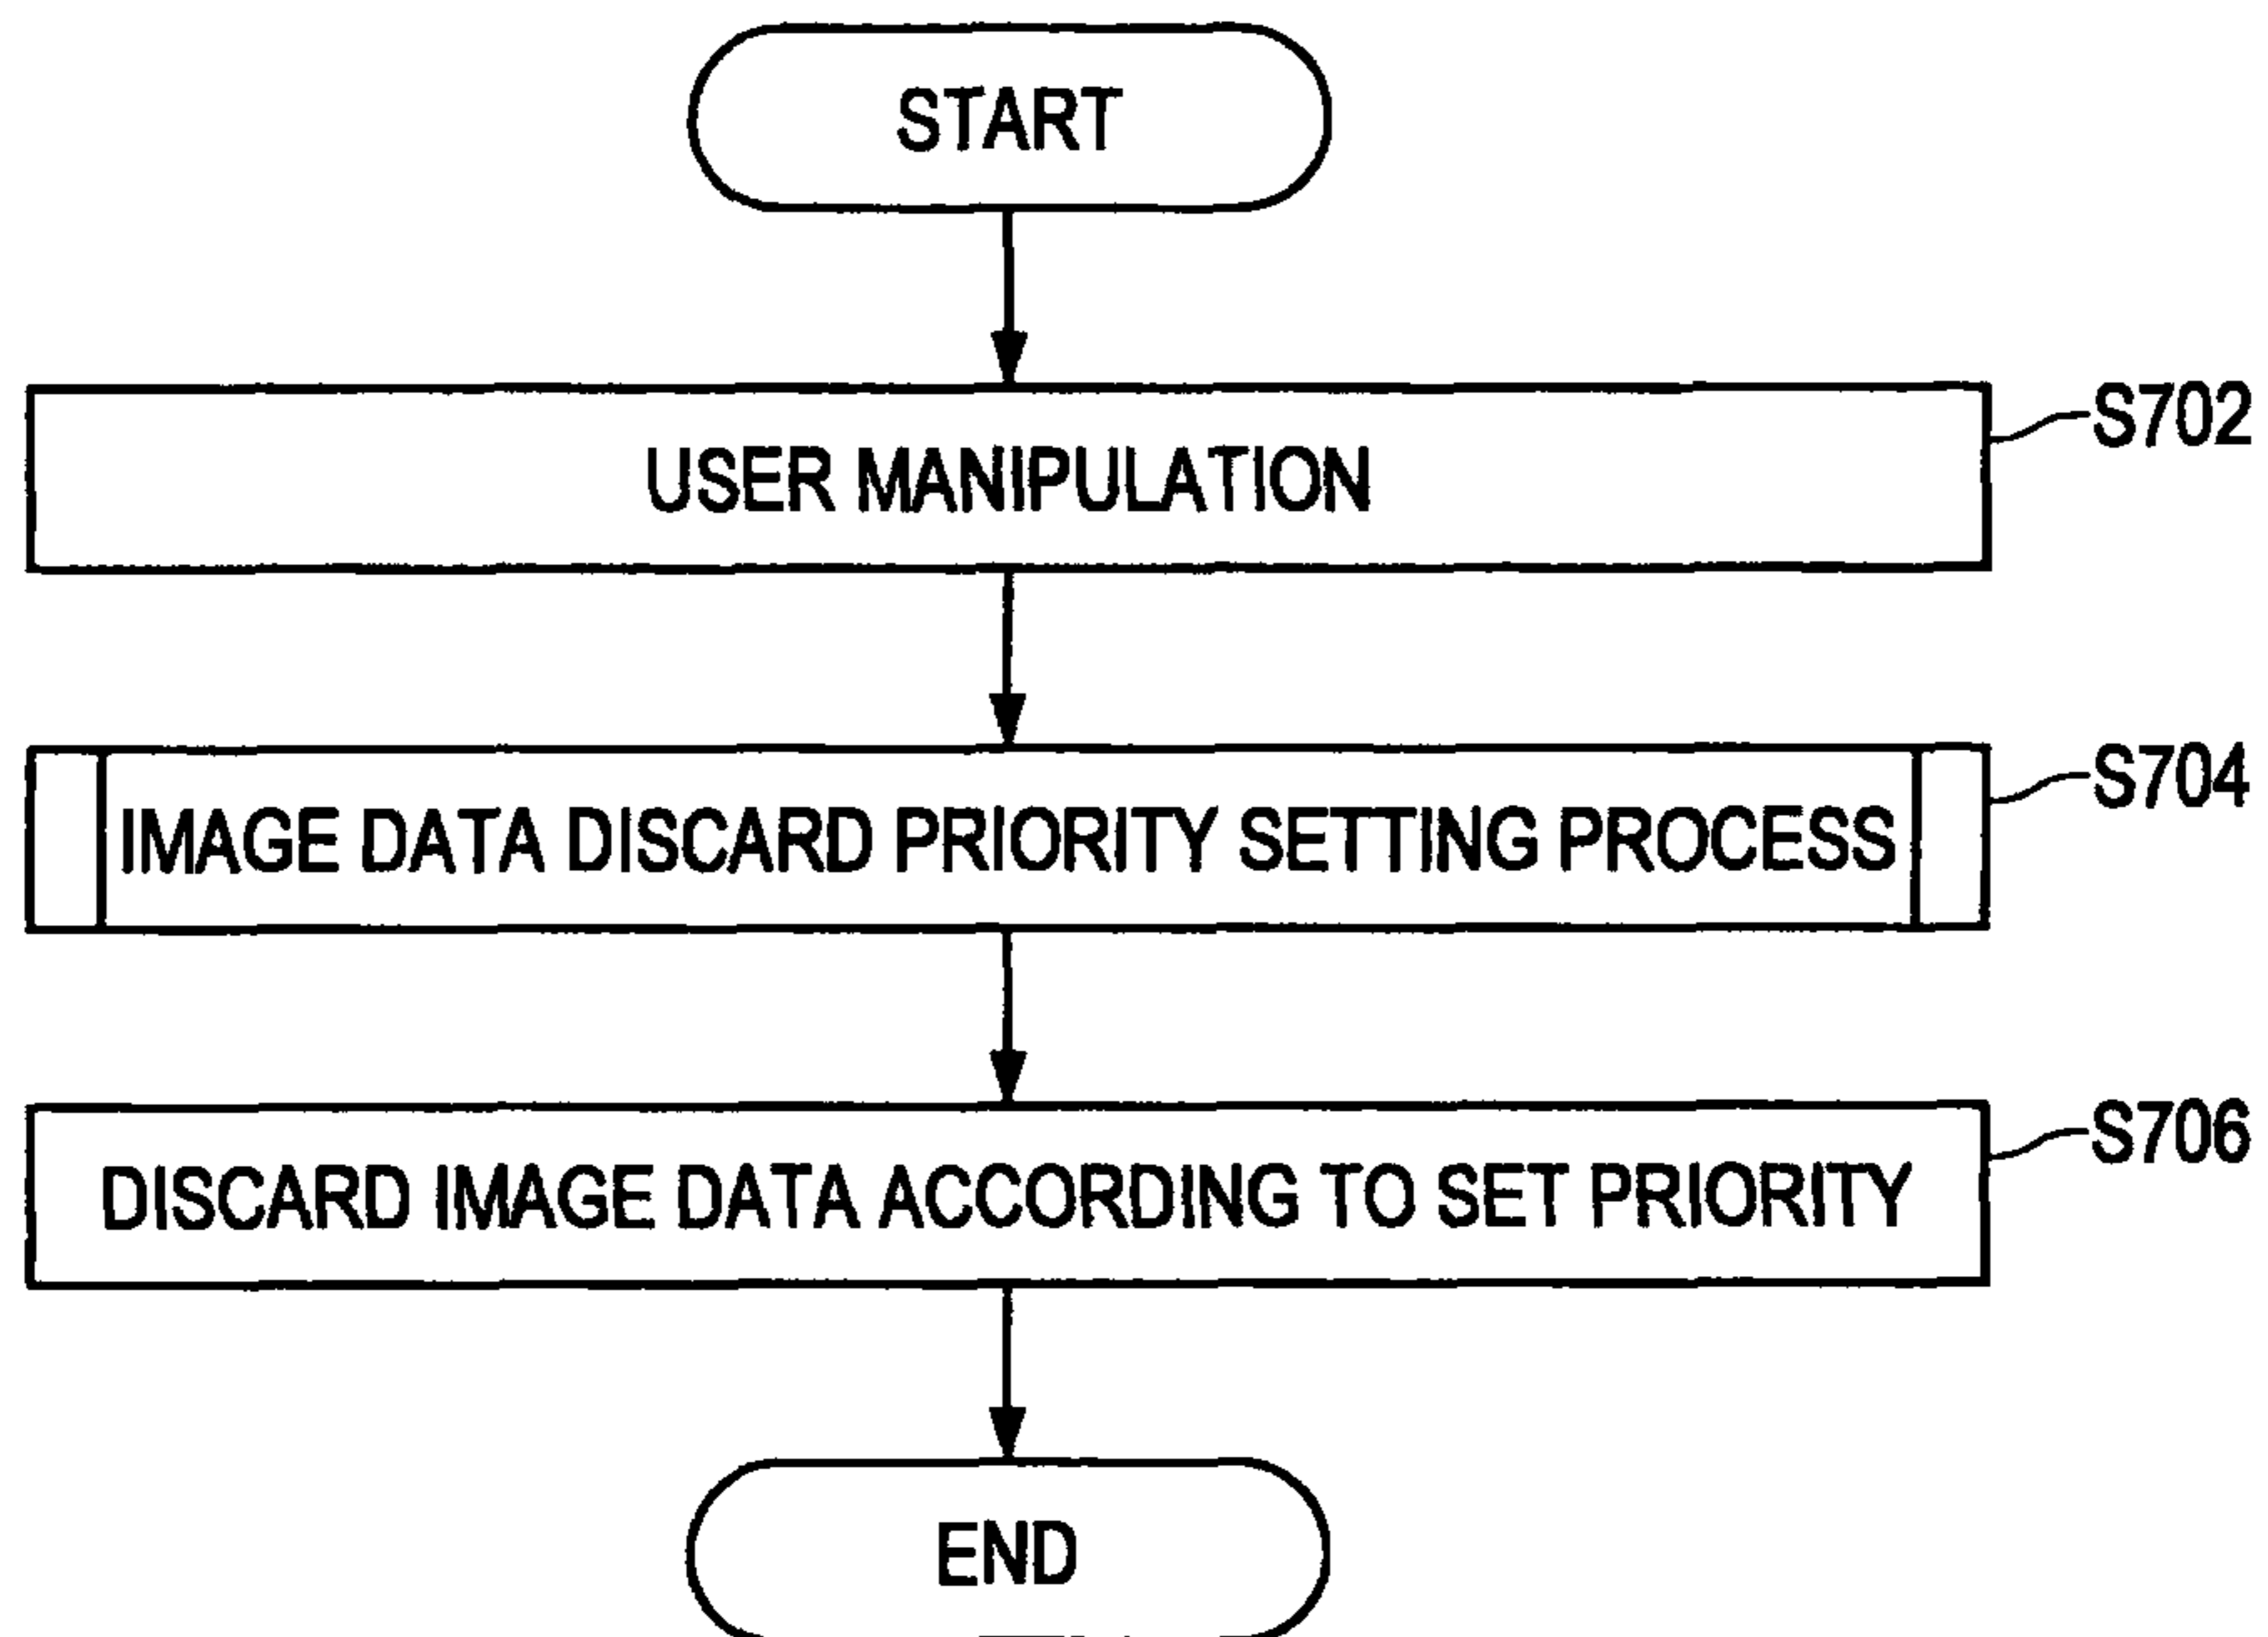 START
USER MANIPULATION
S702
IMAGE DATA DISCARD PRIORITY SETTING PROCESS
S704
DISCARD IMAGE DATA ACCORDING TO SET PRIORITY
S706
END